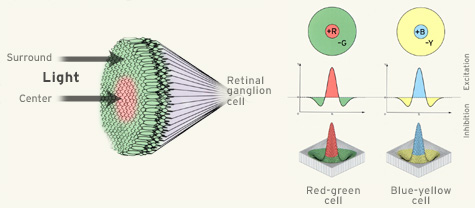 Surround
Light
Center
Retinal
ganglion
cell
+R
-G
+B
-Y
Excitation
Inhibition
Red-green
cell
Blue-yellow
cell